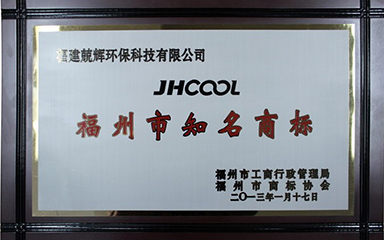 福建兢辉环保科技有限公司
JHCOOL
福州市知名商标
福州市工商行政管理局
福州市商标协会
二〇一三年一月十七日